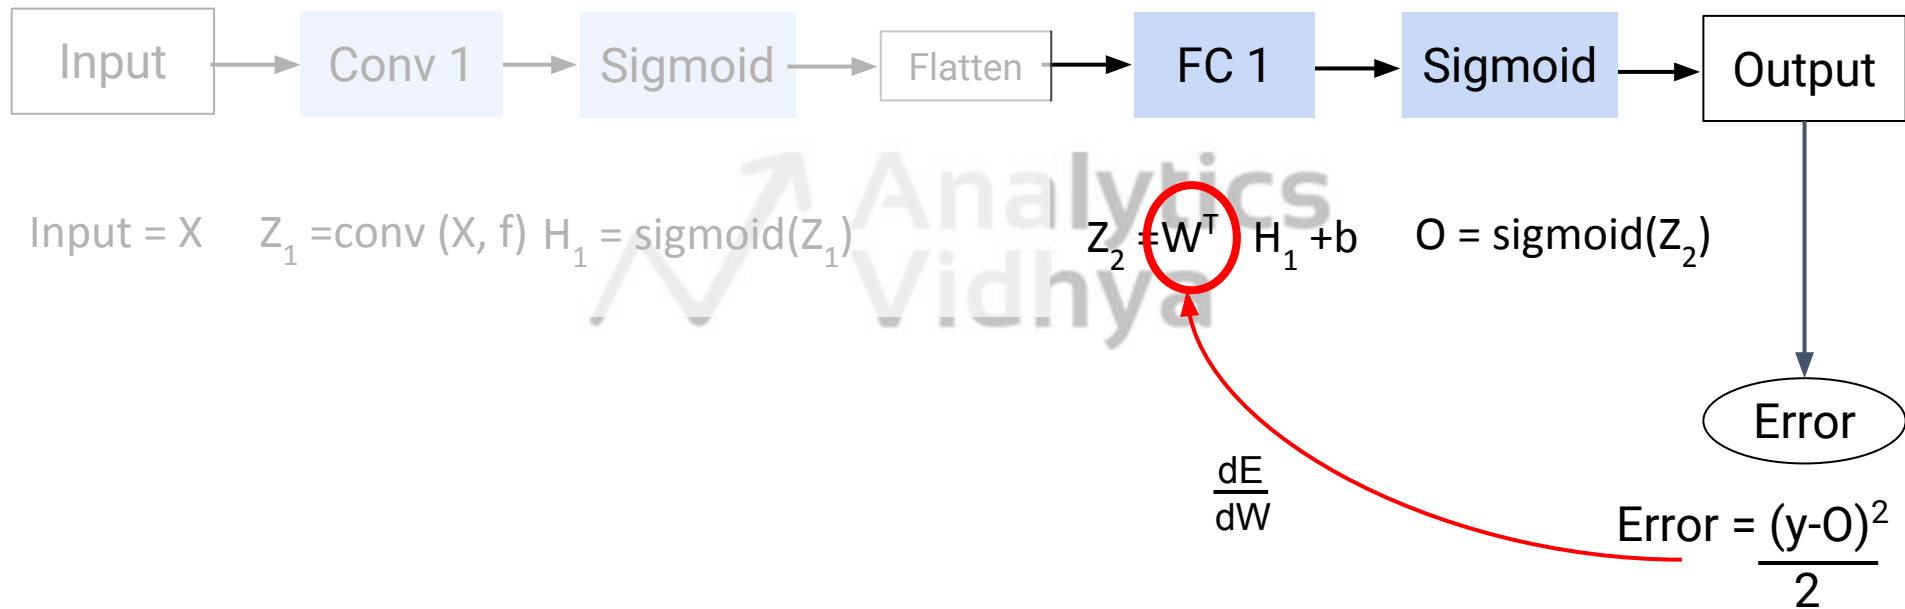 Input Conv 1 Sigmoid Flatten FC 1 Sigmoid Output
Analytics
Vidhya
Input = X Z₁ =conv (X, f) H₁ = sigmoid(Z₁) Z₂ =Wᵀ H₁ +b O = sigmoid(Z₂)
Error
dE
dW
Error = (y-O)²
2